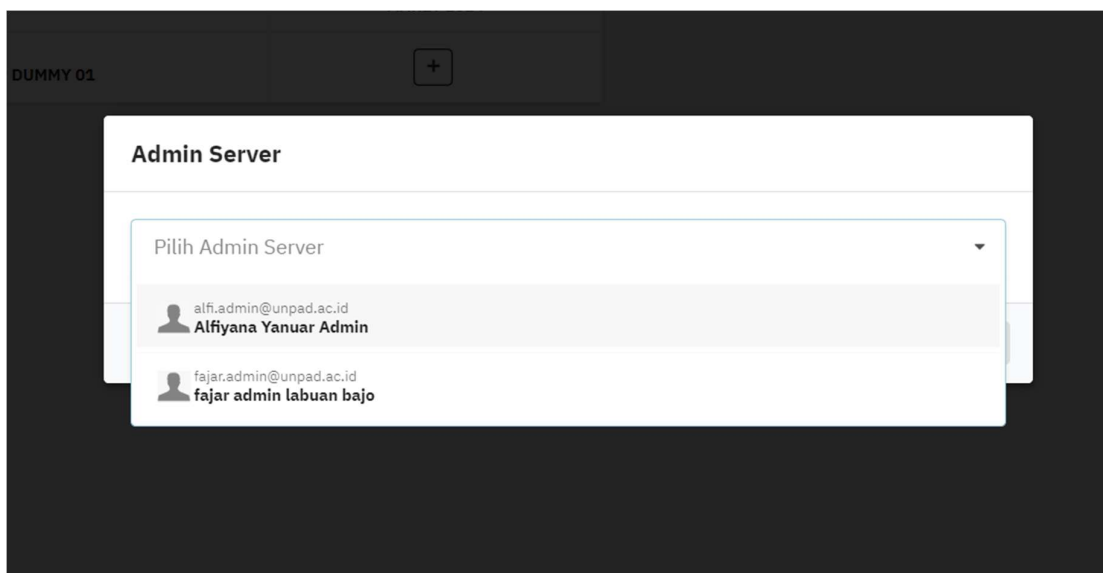 DUMMY 01
+
Admin Server
Pilih Admin Server
alfi.admin@unpad.ac.id
Alfiyana Yanuar Admin
fajar.admin@unpad.ac.id
fajar admin labuan bajo